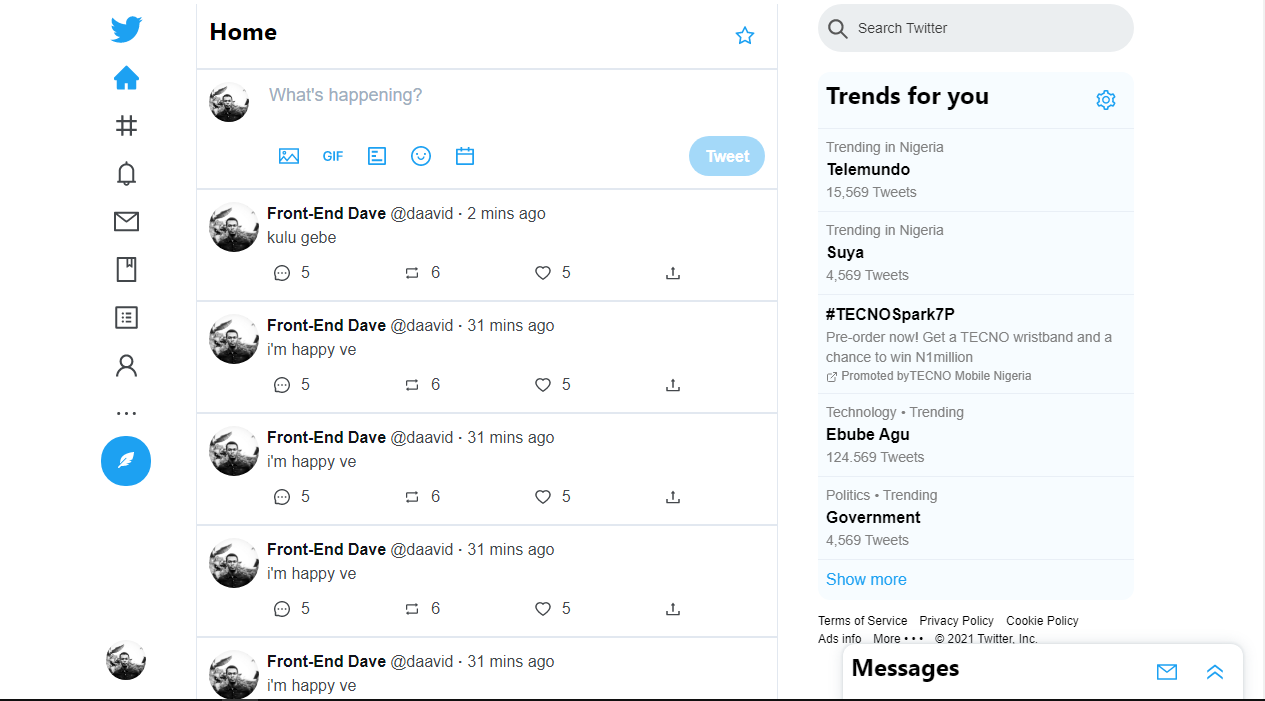 Home
What's happening?
GIF
Tweet
Front-End Dave @daavid · 2 mins ago
kulu gebe
5 6 5
Front-End Dave @daavid · 31 mins ago
i'm happy ve
5 6 5
Front-End Dave @daavid · 31 mins ago
i'm happy ve
5 6 5
Front-End Dave @daavid · 31 mins ago
i'm happy ve
5 6 5
Front-End Dave @daavid · 31 mins ago
i'm happy ve
Search Twitter
Trends for you
Trending in Nigeria
Telemundo
15,569 Tweets
Trending in Nigeria
Suya
4,569 Tweets
#TECNOSpark7P
Pre-order now! Get a TECNO wristband and a
chance to win N1million
Promoted byTECNO Mobile Nigeria
Technology • Trending
Ebube Agu
124.569 Tweets
Politics • Trending
Government
4,569 Tweets
Show more
Terms of Service Privacy Policy Cookie Policy
Ads info More • • • © 2021 Twitter, Inc.
Messages